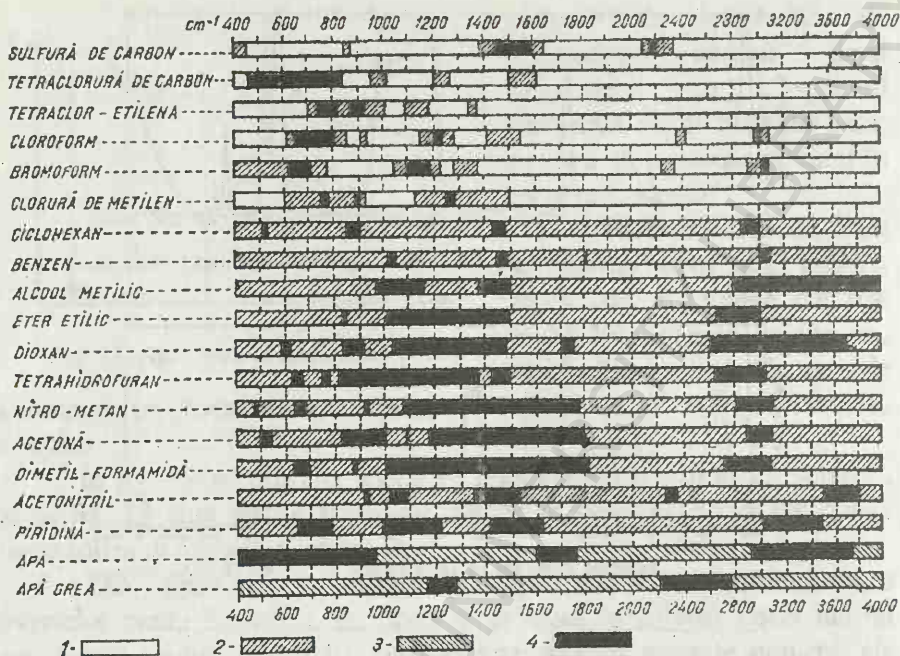 cm⁻¹ 400 600 800 1000 1200 1400 1600 1800 2000 2400 2800 3200 3600 4000
SULFURĂ DE CARBON
TETRACLORURĂ DE CARBON
TETRACLOR-ETILENA
CLOROFORM
BROMOFORM
CLORURĂ DE METILEN
CICLOHEXAN
BENZEN
ALCOOL METILIC
ETER ETILIC
DIOXAN
TETRAHIDROFURAN
NITRO-METAN
ACETONĂ
DIMETIL-FORMAMIDĂ
ACETONITRIL
PIRIDINĂ
APĂ
APĂ GREA
400 600 800 1000 1200 1400 1600 1800 2000 2400 2800 3200 3600 4000
1- 2- 3- 4-
UNIVERSITY LIBRARY